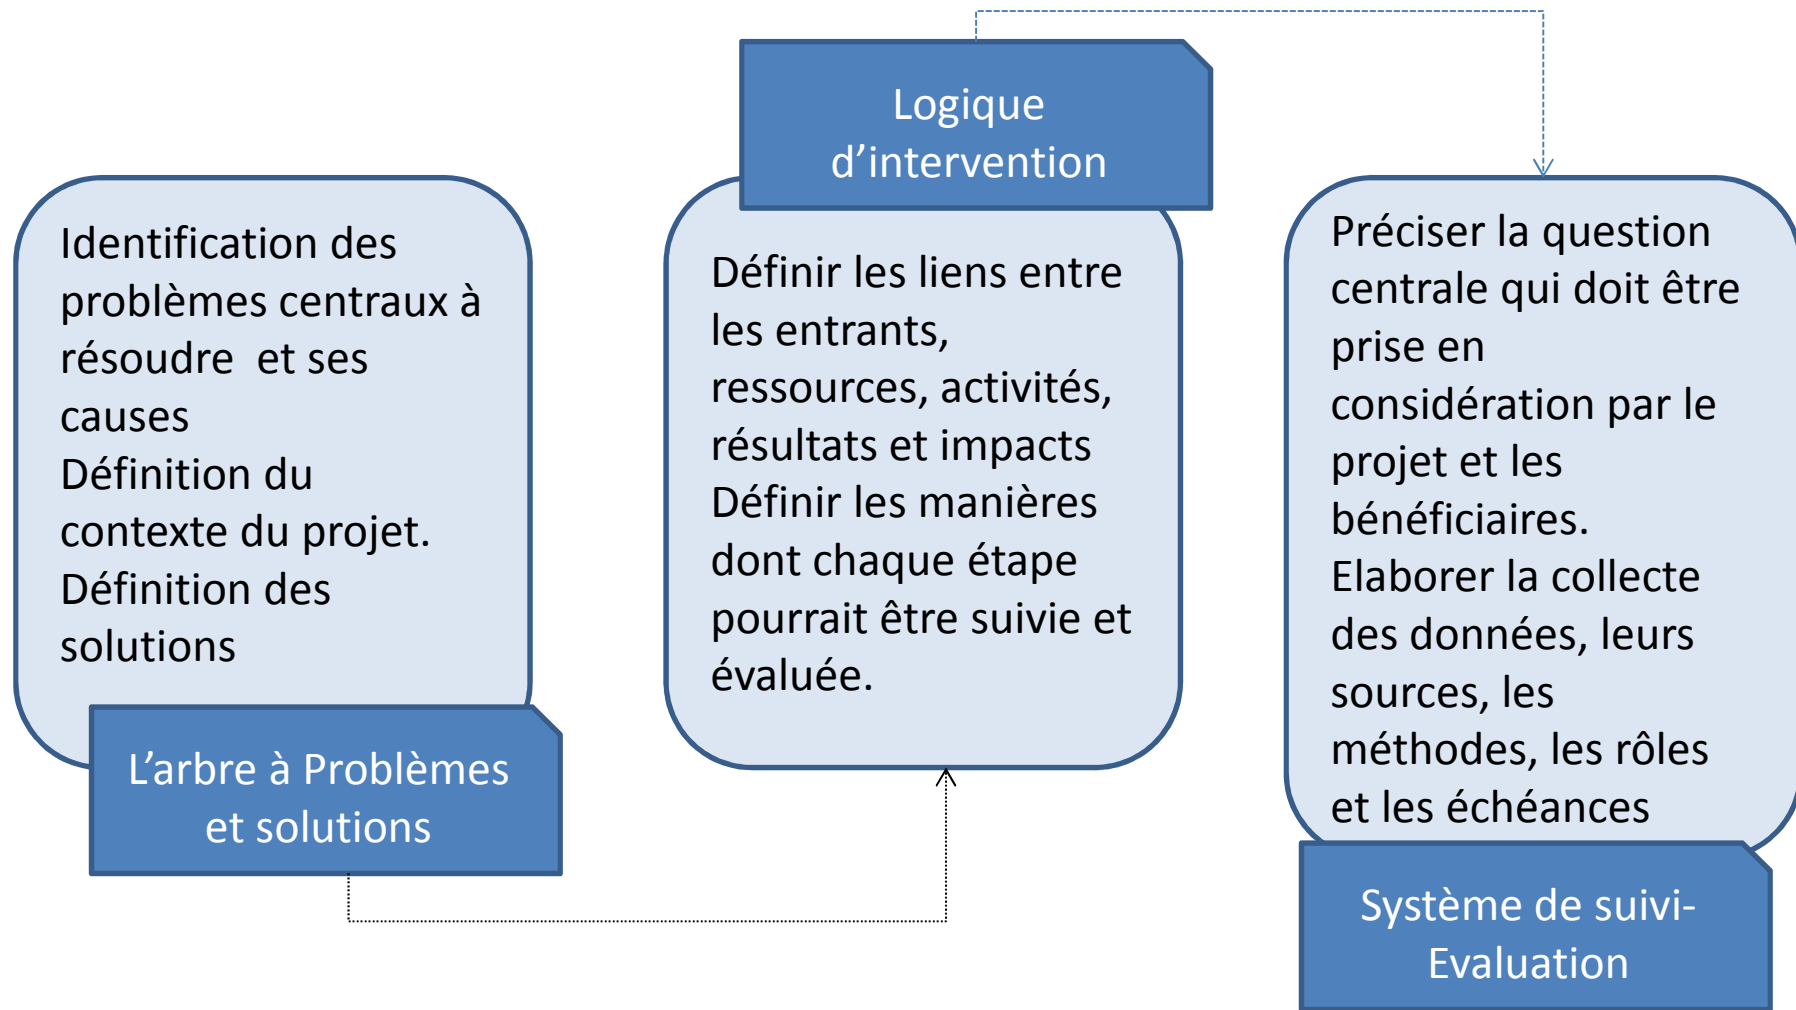 Identification des
problèmes centraux à
résoudre  et ses
causes
Définition du
contexte du projet.
Définition des
solutions
L’arbre à Problèmes
et solutions
Logique
d’intervention
Définir les liens entre
les entrants,
ressources, activités,
résultats et impacts
Définir les manières
dont chaque étape
pourrait être suivie et
évaluée.
Préciser la question
centrale qui doit être
prise en
considération par le
projet et les
bénéficiaires.
Elaborer la collecte
des données, leurs
sources, les
méthodes, les rôles
et les échéances
Système de suivi-
Evaluation